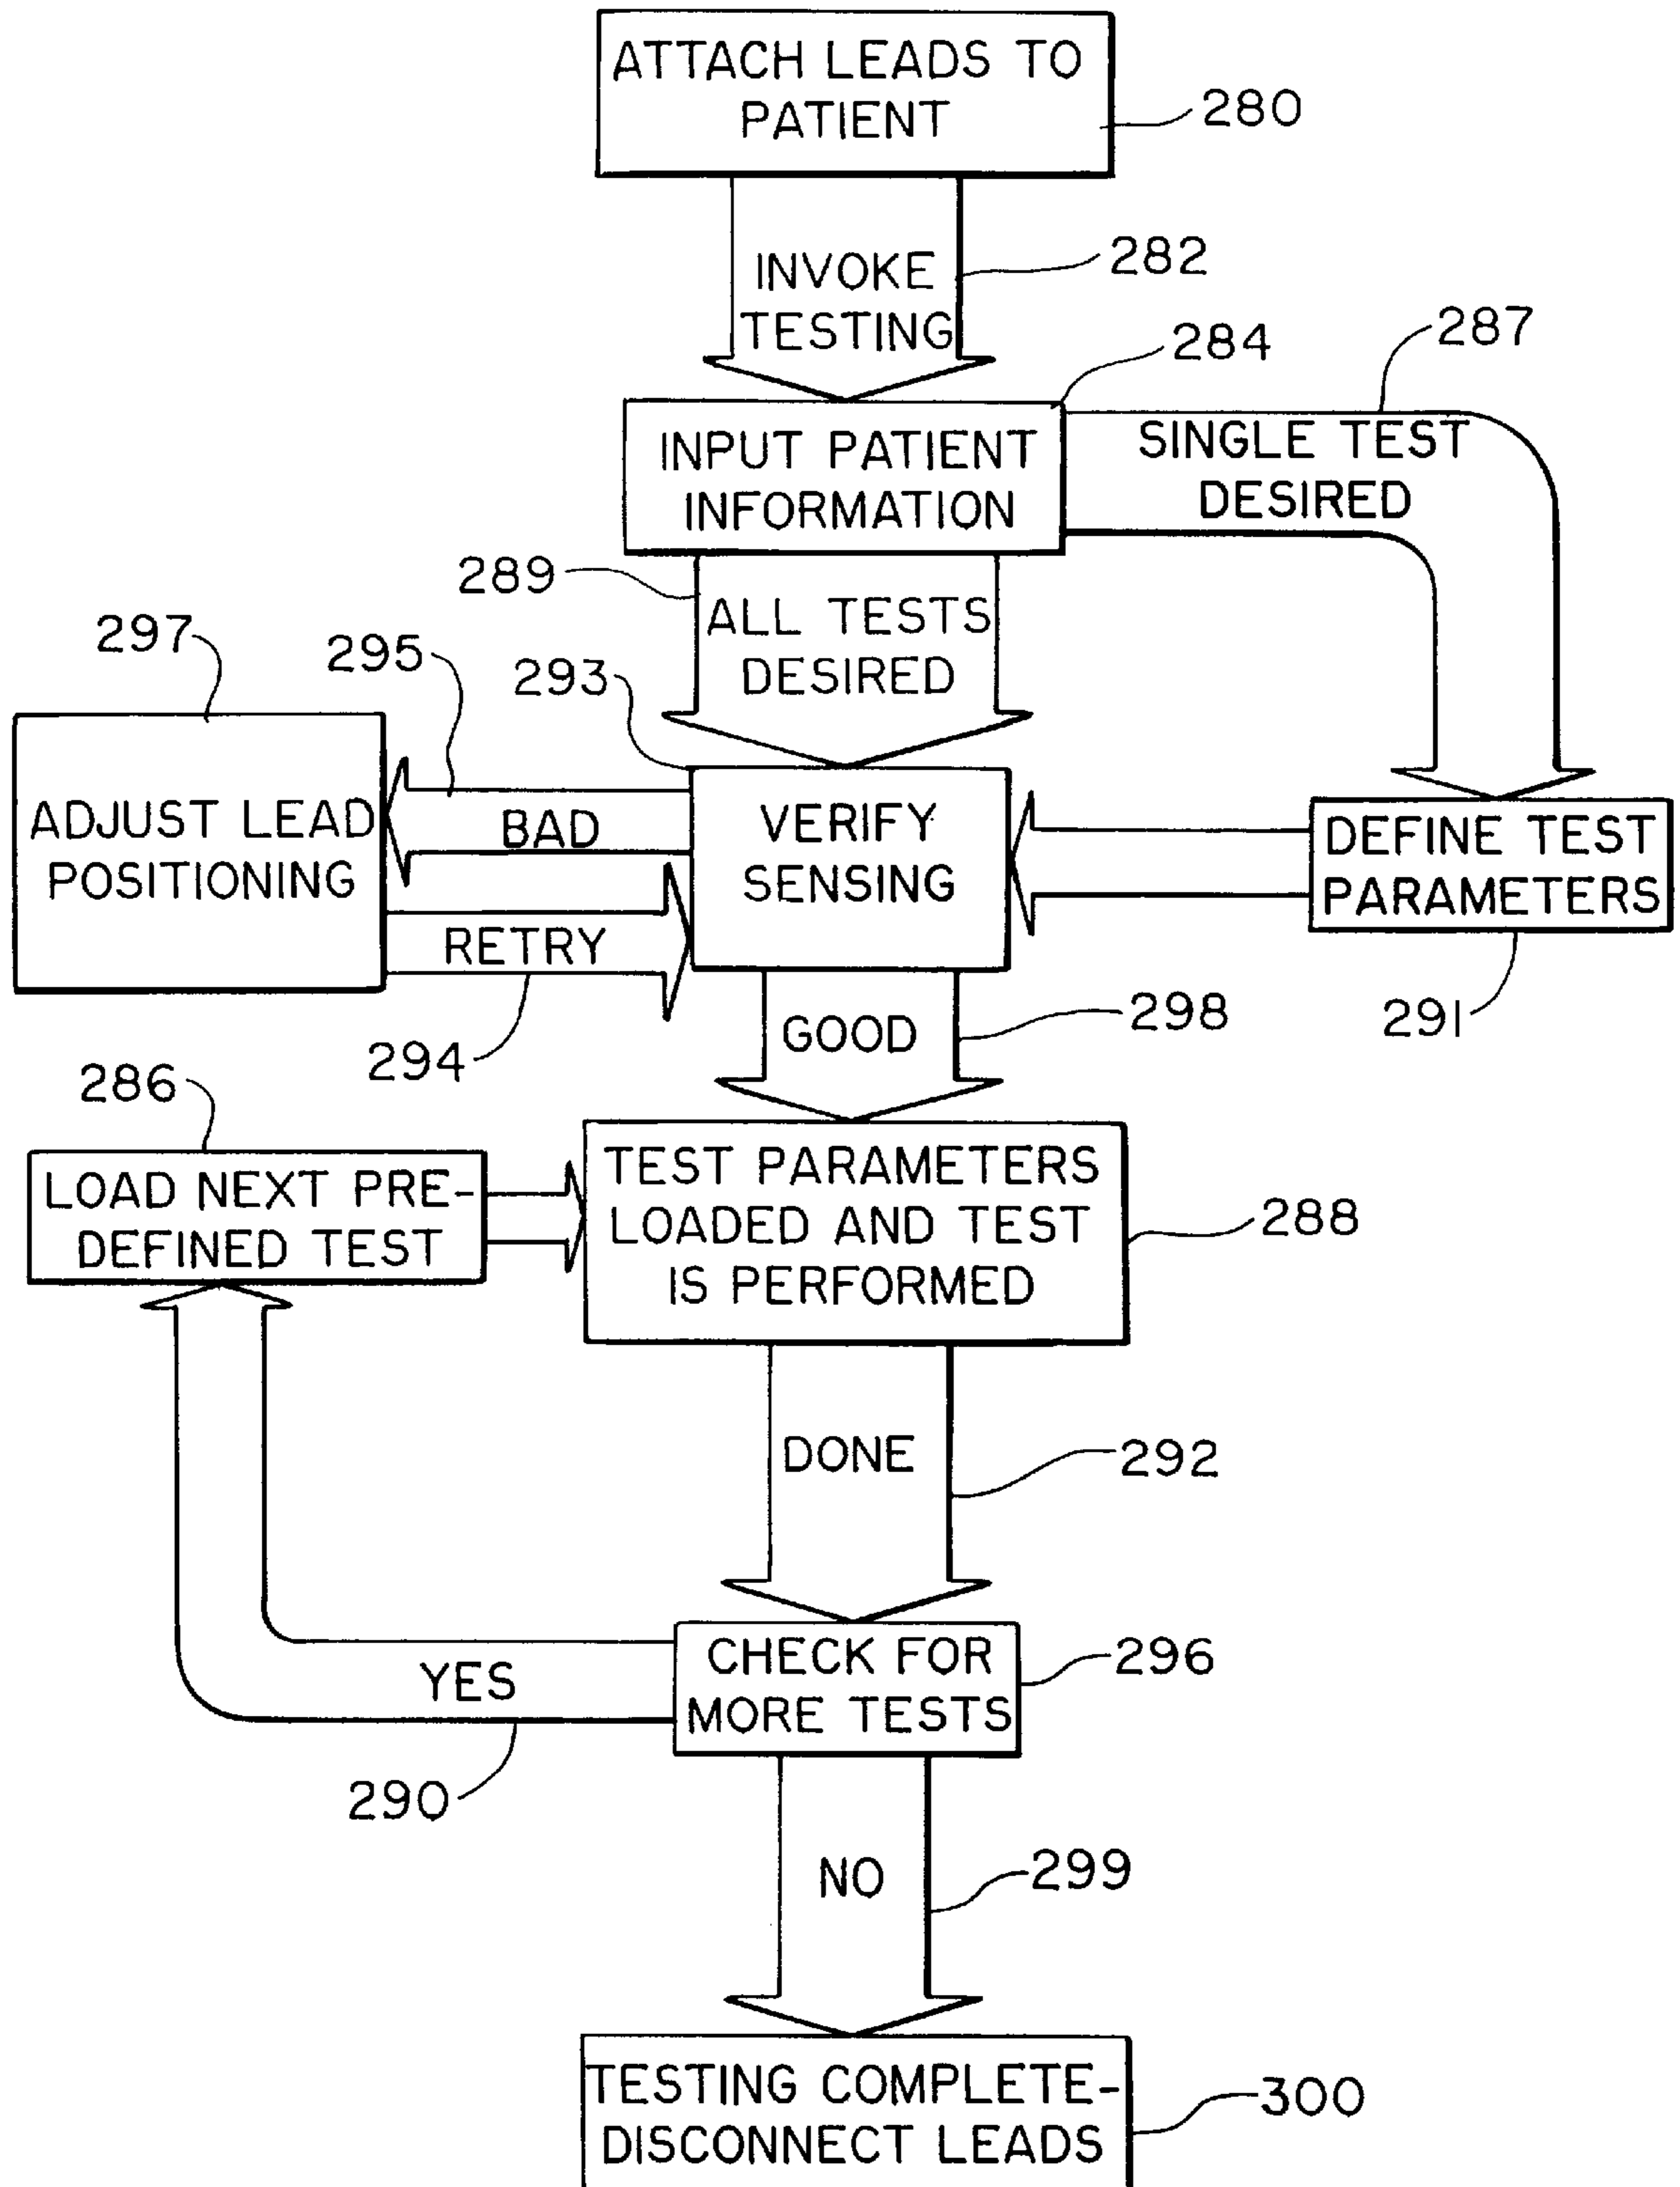 ATTACH LEADS TO
PATIENT
280
INVOKE
TESTING
282
284
287
INPUT PATIENT
INFORMATION
SINGLE TEST
DESIRED
289
ALL TESTS
DESIRED
297
295
293
ADJUST LEAD
POSITIONING
BAD
RETRY
VERIFY
SENSING
DEFINE TEST
PARAMETERS
291
294
GOOD
298
286
LOAD NEXT PRE-
DEFINED TEST
TEST PARAMETERS
LOADED AND TEST
IS PERFORMED
288
DONE
292
CHECK FOR
MORE TESTS
296
YES
290
NO
299
TESTING COMPLETE-
DISCONNECT LEADS
300